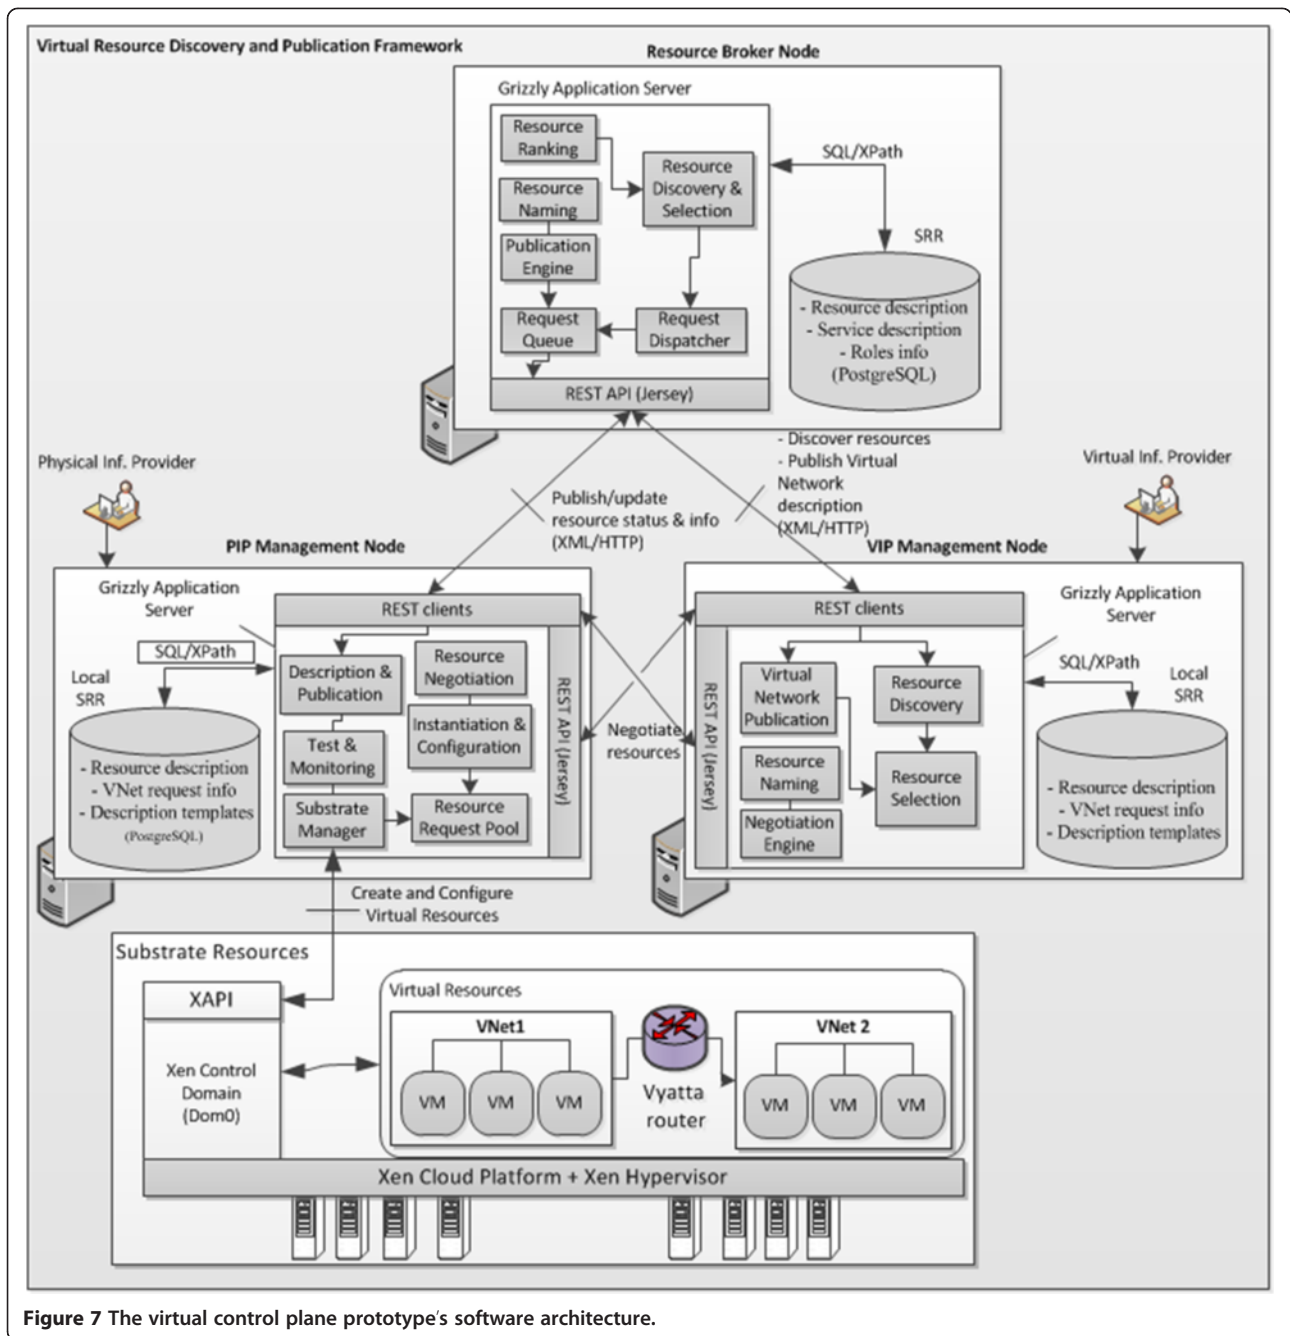 Virtual Resource Discovery and Publication Framework
Resource Broker Node
Grizzly Application Server
Resource
Ranking
Resource
Discovery &
Selection
Resource
Naming
Publication
Engine
Request
Queue
Request
Dispatcher
REST API (Jersey)
SQL/XPath
SRR
- Resource description
- Service description
- Roles info
(PostgreSQL)
Physical Inf. Provider
Publish/update
resource status & info
(XML/HTTP)
- Discover resources
- Publish Virtual
Network
description
(XML/HTTP)
Virtual Inf. Provider
PIP Management Node
Grizzly Application
Server
SQL/XPath
Local
SRR
- Resource description
- VNet request info
- Description templates
(PostgreSQL)
REST clients
Description &
Publication
Resource
Negotiation
Instantiation &
Configuration
Test &
Monitoring
Substrate
Manager
Resource
Request Pool
REST API (Jersey)
Negotiate
resources
VIP Management Node
REST clients
REST API (Jersey)
Virtual
Network
Publication
Resource
Discovery
Resource
Naming
Negotiation
Engine
Resource
Selection
Grizzly Application
Server
SQL/XPath
Local
SRR
- Resource description
- VNet request info
- Description templates
Create and Configure
Virtual Resources
Substrate Resources
XAPI
Xen Control
Domain
(Dom0)
Virtual Resources
VNet1
VM
VM
VM
Vyatta
router
VNet 2
VM
VM
VM
Xen Cloud Platform + Xen Hypervisor
Figure 7 The virtual control plane prototype's software architecture.